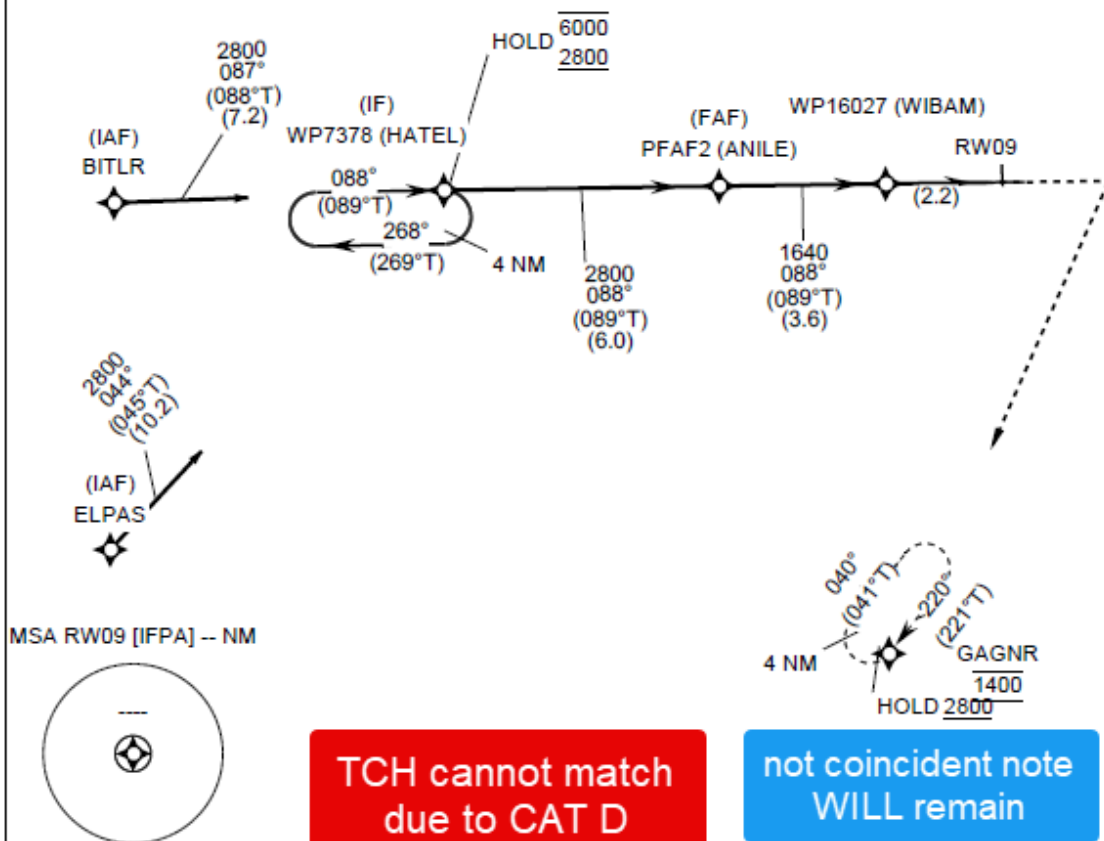 HOLD 6000
2800
2800
087°
(088°T)
(7.2)
(IAF)
BITLR
(IF)
WP7378 (HATEL)
088°
(089°T)
268°
(269°T)
4 NM
(FAF)
PFAF2 (ANILE)
WP16027 (WIBAM)
RW09
(2.2)
2800
088°
(089°T)
(6.0)
1640
088°
(089°T)
(3.6)
2800
044°
(045°T)
(10.2)
(IAF)
ELPAS
040°
(041°T)
220°
(221°T)
4 NM
GAGNR
1400
HOLD 2800
MSA RW09 [IFPA] -- NM
----
TCH cannot match
due to CAT D
not coincident note
WILL remain